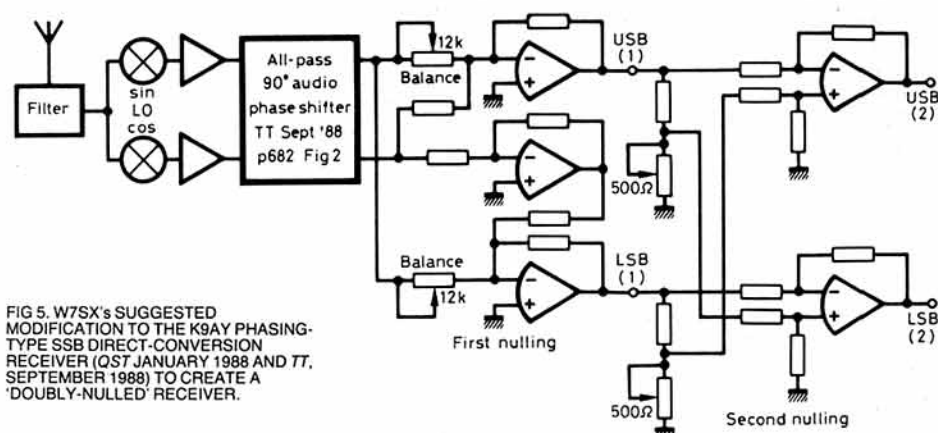 Filter
sin
LO
cos
All-pass
90° audio
phase shifter
TT Sept '88
p682 Fig 2
12k
Balance
Balance
12k
First nulling
USB
(1)
500Ω
LSB
(1)
500Ω
USB
(2)
LSB
(2)
Second nulling
FIG 5. W7SX's SUGGESTED
MODIFICATION TO THE K9AY PHASING-
TYPE SSB DIRECT-CONVERSION
RECEIVER (QST JANUARY 1988 AND TT,
SEPTEMBER 1988) TO CREATE A
'DOUBLY-NULLED' RECEIVER.